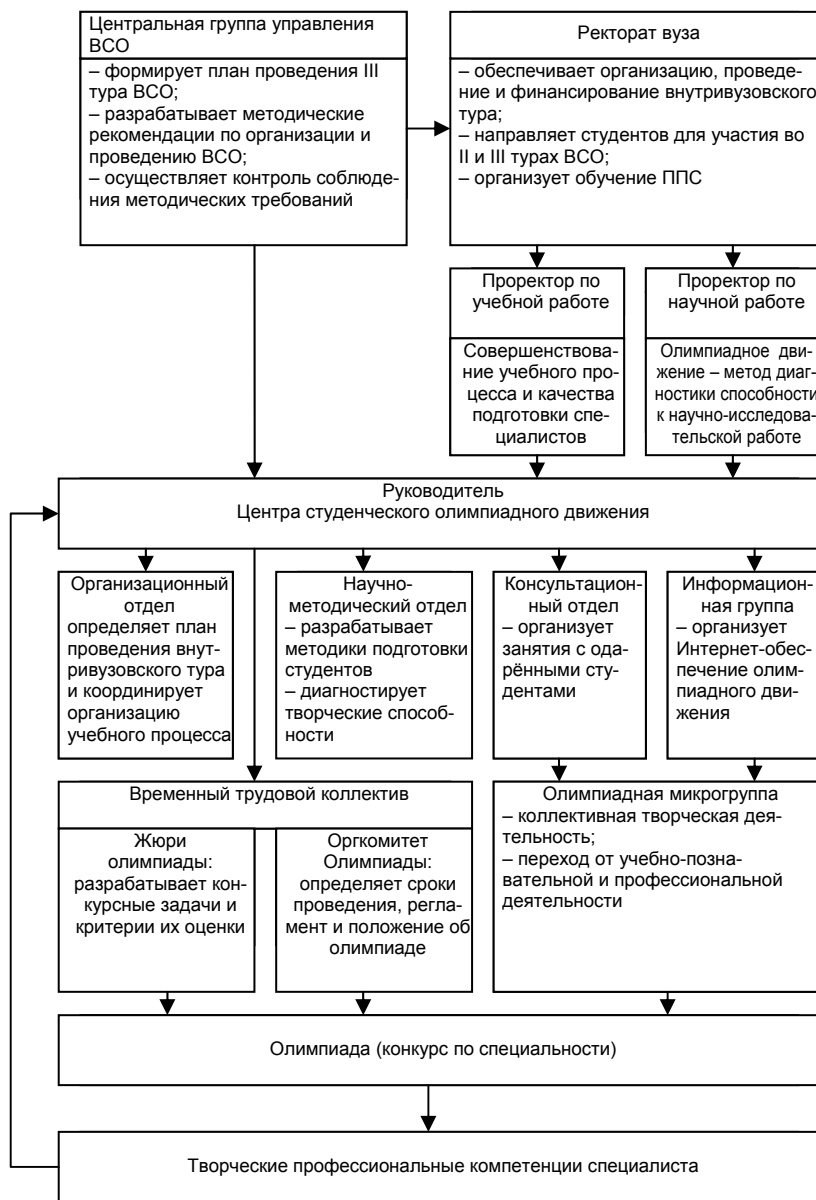 Центральная группа управления
ВСО
– формирует план проведения III
тура ВСО;
– разрабатывает методические
рекомендации по организации и
проведению ВСО;
– осуществляет контроль соблюде-
ния методических требований
Ректорат вуза
– обеспечивает организацию, проведе-
ние и финансирование внутривузовского
тура;
– направляет студентов для участия во
II и III турах ВСО;
– организует обучение ППС
Проректор по
учебной работе
Совершенствова-
ние учебного про-
цесса и качества
подготовки спе-
циалистов
Проректор по
научной работе
Олимпиадное дви-
жение – метод диаг-
ностики способности
к научно-исследова-
тельской работе
Руководитель
Центра студенческого олимпиадного движения
Организационный
отдел
определяет план
проведения внут-
ривузовского тура
и координирует
организацию
учебного процесса
Научно-
методический отдел
– разрабатывает
методики подготовки
студентов
– диагностирует
творческие способ-
ности
Консультацион-
ный отдел
– организует
занятия с ода-
рёнными сту-
дентами
Информацион-
ная группа
– организует
Интернет-обес-
печение олим-
пиадного дви-
жения
Временный трудовой коллектив
Жюри
олимпиады:
разрабатывает кон-
курсные задачи и
критерии их оценки
Оргкомитет
Олимпиады:
определяет сроки
проведения, регла-
мент и положение об
олимпиаде
Олимпиадная микрогруппа
– коллективная творческая дея-
тельность;
– переход от учебно-позна-
вательной и профессиональной
деятельности
Олимпиада (конкурс по специальности)
Творческие профессиональные компетенции специалиста